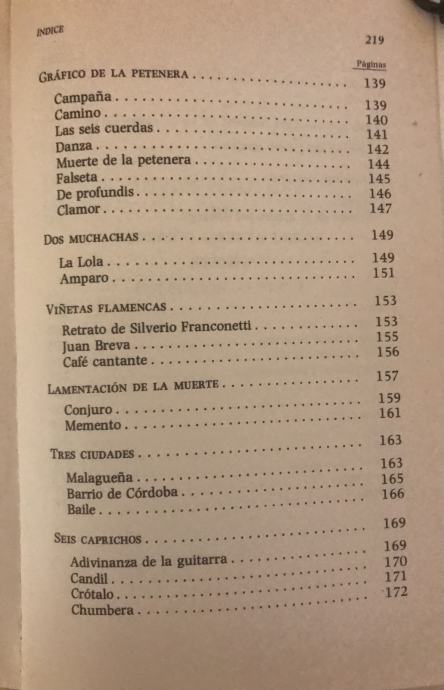 INDICE 219
Páginas
GRÁFICO DE LA PETENERA . . . . . . . . . . 139
Campaña . . . . . . . . . . 139
Camino . . . . . . . . . . 140
Las seis cuerdas . . . . . . . . . . 141
Danza . . . . . . . . . . 142
Muerte de la petenera . . . . . . . . . . 144
Falseta . . . . . . . . . . 145
De profundis . . . . . . . . . . 146
Clamor . . . . . . . . . . 147
DOS MUCHACHAS . . . . . . . . . . 149
La Lola . . . . . . . . . . 149
Amparo . . . . . . . . . . 151
VIÑETAS FLAMENCAS . . . . . . . . . . 153
Retrato de Silverio Franconetti . . . . . . . . . . 153
Juan Breva . . . . . . . . . . 155
Café cantante . . . . . . . . . . 156
LAMENTACIÓN DE LA MUERTE . . . . . . . . . . 157
Conjuro . . . . . . . . . . 159
Memento . . . . . . . . . . 161
TRES CIUDADES . . . . . . . . . . 163
Malagueña . . . . . . . . . . 163
Barrio de Córdoba . . . . . . . . . . 165
Baile . . . . . . . . . . 166
SEIS CAPRICHOS . . . . . . . . . . 169
Adivinanza de la guitarra . . . . . . . . . . 169
Candil . . . . . . . . . . 170
Crótalo . . . . . . . . . . 171
Chumbera . . . . . . . . . . 172